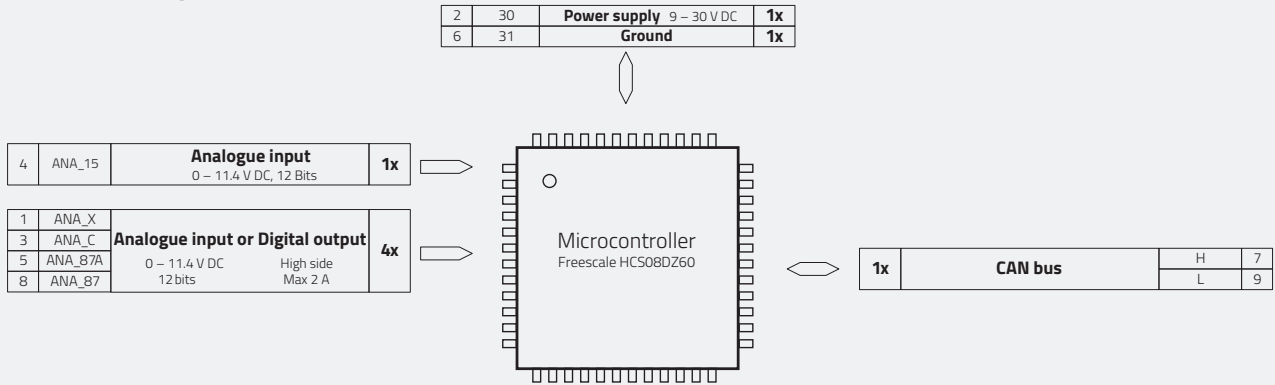 2 30 Power supply 9 – 30 V DC 1x
6 31 Ground 1x
4 ANA_15 Analogue input 1x
0 – 11.4 V DC, 12 Bits
1 ANA_X
3 ANA_C
5 ANA_87A
8 ANA_87
Analogue input or Digital output 4x
0 – 11.4 V DC High side
12 bits Max 2 A
Microcontroller
Freescale HCS08DZ60
1x CAN bus
H 7
L 9